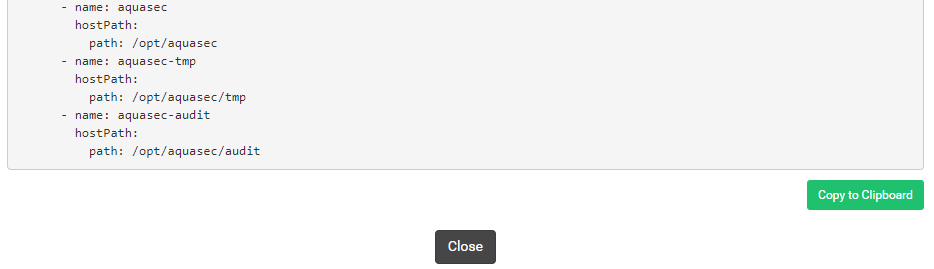 - name: aquasec
hostPath:
path: /opt/aquasec
- name: aquasec-tmp
hostPath:
path: /opt/aquasec/tmp
- name: aquasec-audit
hostPath:
path: /opt/aquasec/audit
Copy to Clipboard
Close